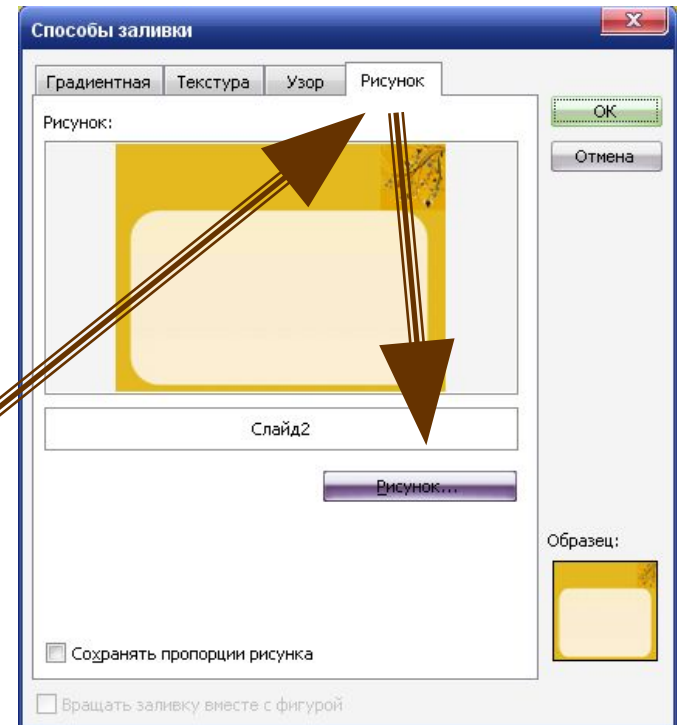 Способы заливки
Градиентная Текстура Узор Рисунок
Рисунок:
ОК
Отмена
Слайд2
Рисунок...
Образец:
Сохранять пропорции рисунка
Вращать заливку вместе с фигурой